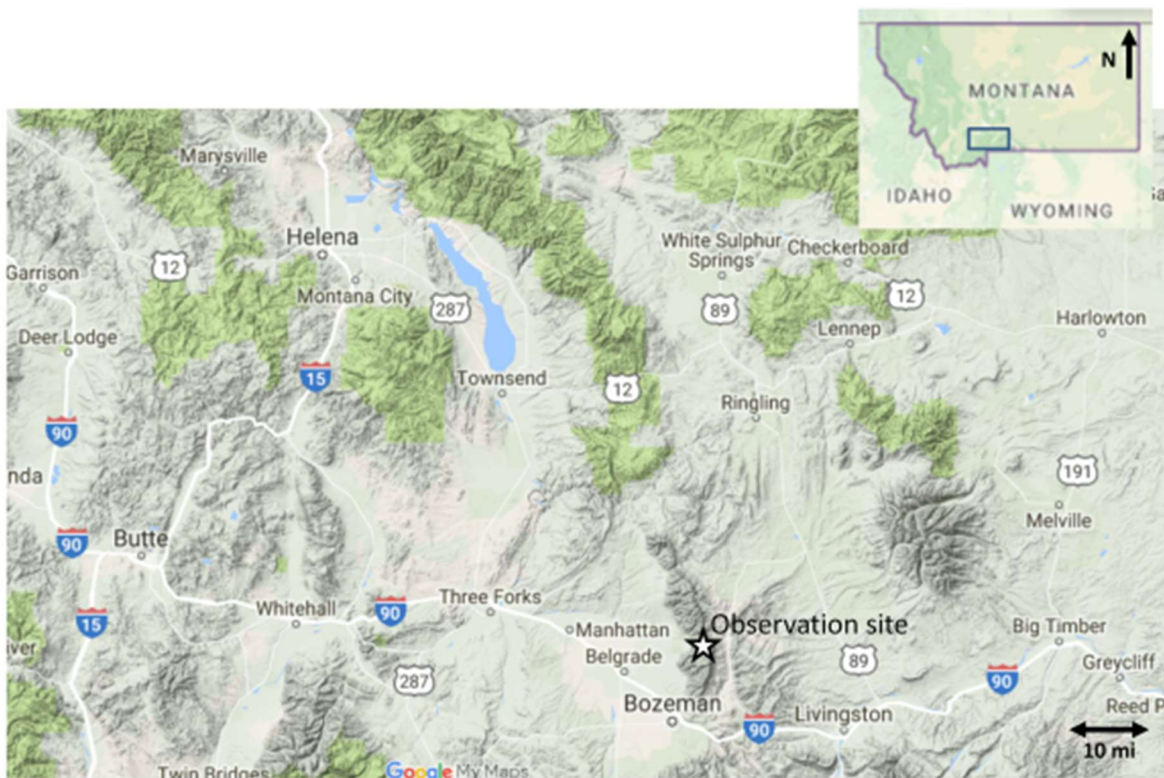 N
MONTANA
IDAHO
WYOMING
Marysville
Helena
White Sulphur
Springs
Checkerboard
Garrison
12
Montana City
287
89
12
Harlowton
Deer Lodge
Lennep
15
Townsend
12
Ringling
90
191
Melville
90
Butte
Three Forks
Whitehall
90
15
Manhattan
Observation site
Big Timber
Belgrade
89
Greycliff
287
90
Bozeman
Livingston
90
Reed P
10 mi
Twin Bridges
Google My Maps